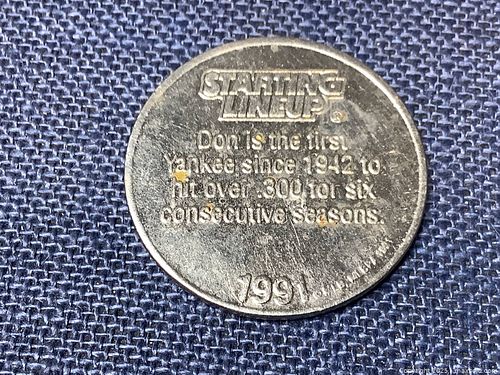 STARTING
LINEUP ®
Don is the first
Yankee since 1942 to
hit over .300 for six
consecutive seasons.
1991